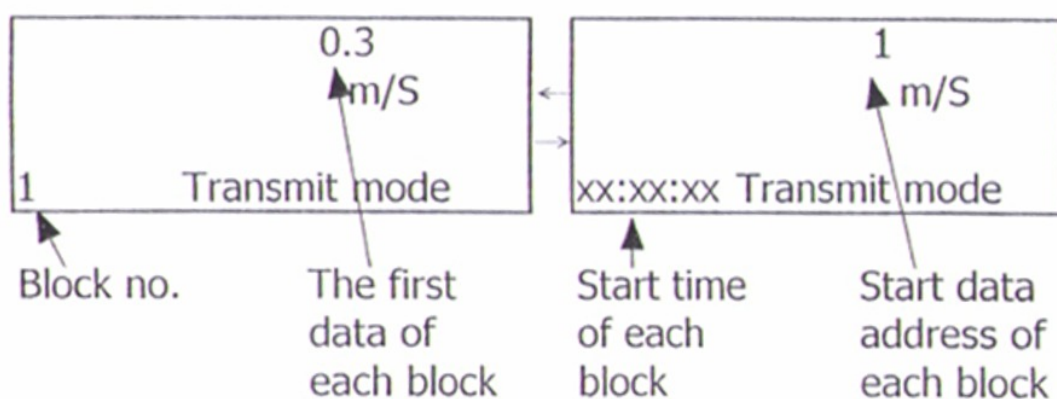 0.3
m/S
1 Transmit mode
1
m/S
xx:xx:xx Transmit mode
Block no.
The first
data of
each block
Start time
of each
block
Start data
address of
each block